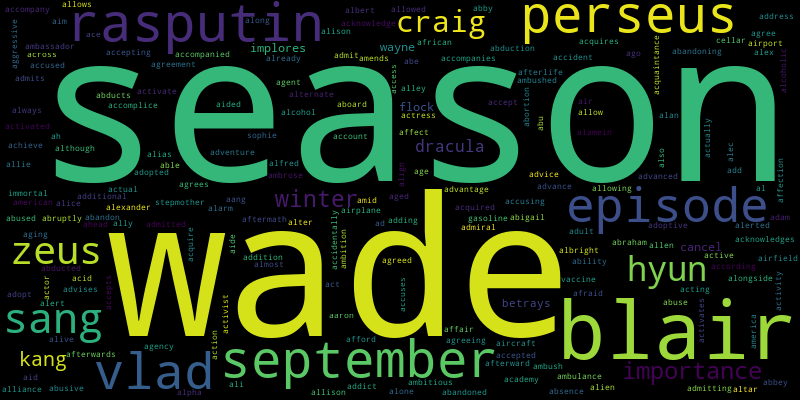 accompany allows rasputin craig perseus address
aim ace along albert allowed abby
aggressive ambassador alison acknowledge agree
across accepting accompanied implores wayne african acquires cellar airport
accused agreement already admit amends accompanies abduction abandoning alex
admits agent access abe afterlife accident ago acquaintance alcoholic
season
abducts activate alternate aboard alley ambushed air
accomplice aided alcohol flock accept abortion
always activated account actress abu allow alan
ah sophie affect dracula alamein actually
achieve although alias able adventure alfred age advice also alec add
allie adopted agrees ambrose align advance advanced affection
immortal actual stepmother winter aged advantage allowing al
american alice additional aang amid acquired accusing episode adam
abused abruptly abandon alexander alarm airplane gasoline abigail adoptive alerted
ahead ally admitted aftermath alter ad adding admiral adult acknowledges
aging wade
zeus acquire aide addition accidentally ambition agreed albright abraham allen cancel active
abducted acid almost ability hyun according airfield
adopt actor advises accepts act accuses vaccine afraid acting alongside
alert activist aaron betrays abuse activity
sang alive action afford affair aircraft blair activates america
kang afterwards agency september agreeing accepted
aid vlad afterward ambush ambulance importance
alliance abusive alpha ali allison addict alone ambitious abandoned academy absence alien admitting altar abbey